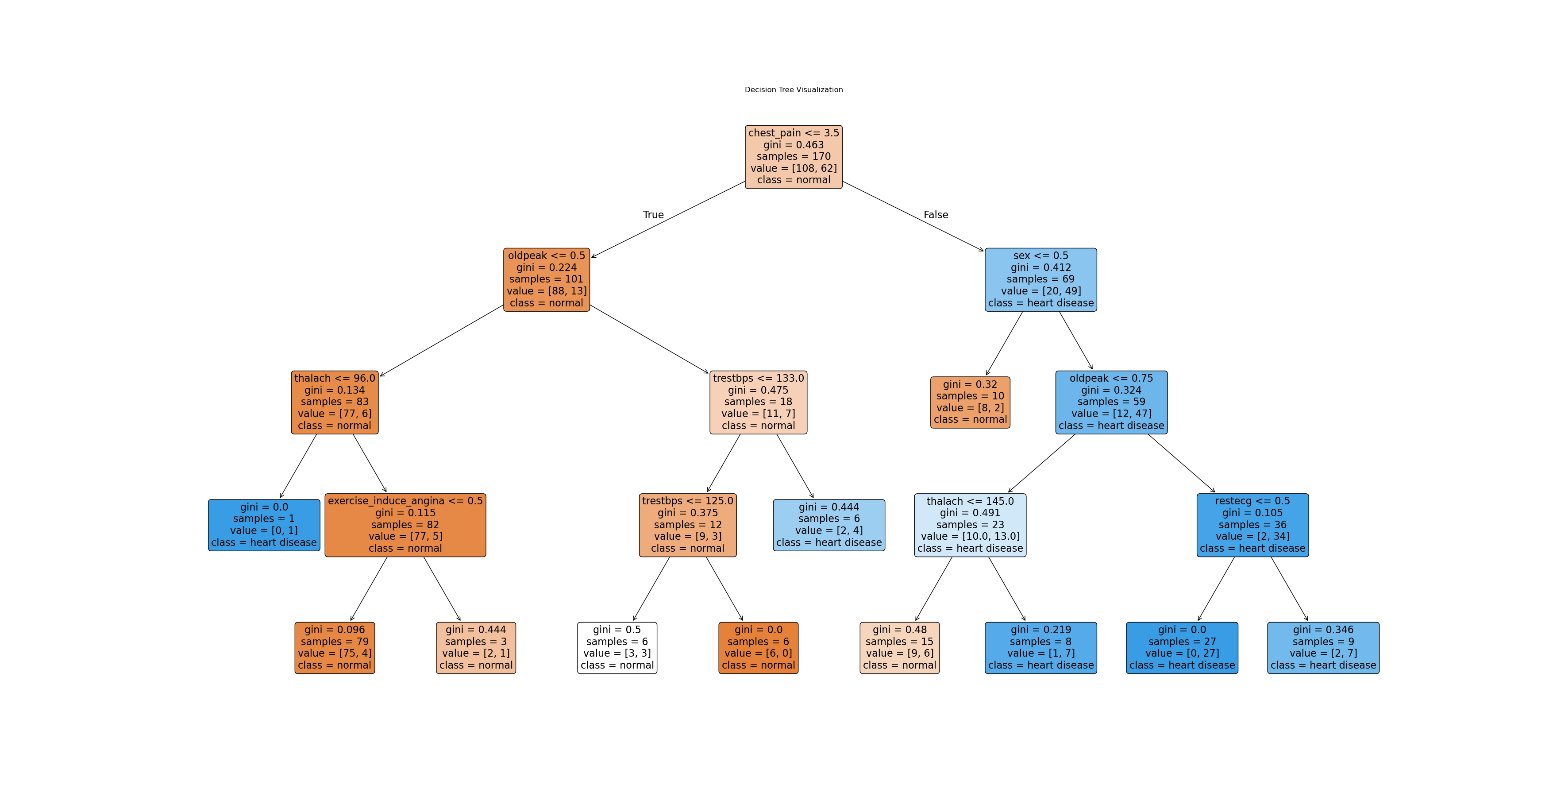 Decision Tree Visualization
chest_pain <= 3.5
gini = 0.463
samples = 170
value = [108, 62]
class = normal
True
False
oldpeak <= 0.5
gini = 0.224
samples = 101
value = [88, 13]
class = normal
sex <= 0.5
gini = 0.412
samples = 69
value = [20, 49]
class = heart disease
thalach <= 96.0
gini = 0.134
samples = 83
value = [77, 6]
class = normal
trestbps <= 133.0
gini = 0.475
samples = 18
value = [11, 7]
class = normal
gini = 0.32
samples = 10
value = [8, 2]
class = normal
oldpeak <= 0.75
gini = 0.324
samples = 59
value = [12, 47]
class = heart disease
gini = 0.0
samples = 1
value = [0, 1]
class = heart disease
exercise_induce_angina <= 0.5
gini = 0.115
samples = 82
value = [77, 5]
class = normal
trestbps <= 125.0
gini = 0.375
samples = 12
value = [9, 3]
class = normal
gini = 0.444
samples = 6
value = [2, 4]
class = heart disease
thalach <= 145.0
gini = 0.491
samples = 23
value = [10.0, 13.0]
class = heart disease
restecg <= 0.5
gini = 0.105
samples = 36
value = [2, 34]
class = heart disease
gini = 0.096
samples = 79
value = [75, 4]
class = normal
gini = 0.444
samples = 3
value = [2, 1]
class = normal
gini = 0.5
samples = 6
value = [3, 3]
class = normal
gini = 0.0
samples = 6
value = [6, 0]
class = normal
gini = 0.48
samples = 15
value = [9, 6]
class = normal
gini = 0.219
samples = 8
value = [1, 7]
class = heart disease
gini = 0.0
samples = 27
value = [0, 27]
class = heart disease
gini = 0.346
samples = 9
value = [2, 7]
class = heart disease